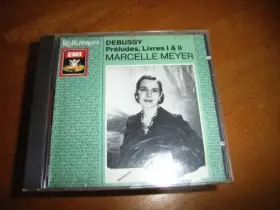 Références
EMI
DEBUSSY
Préludes, Livres I & II
MARCELLE MEYER